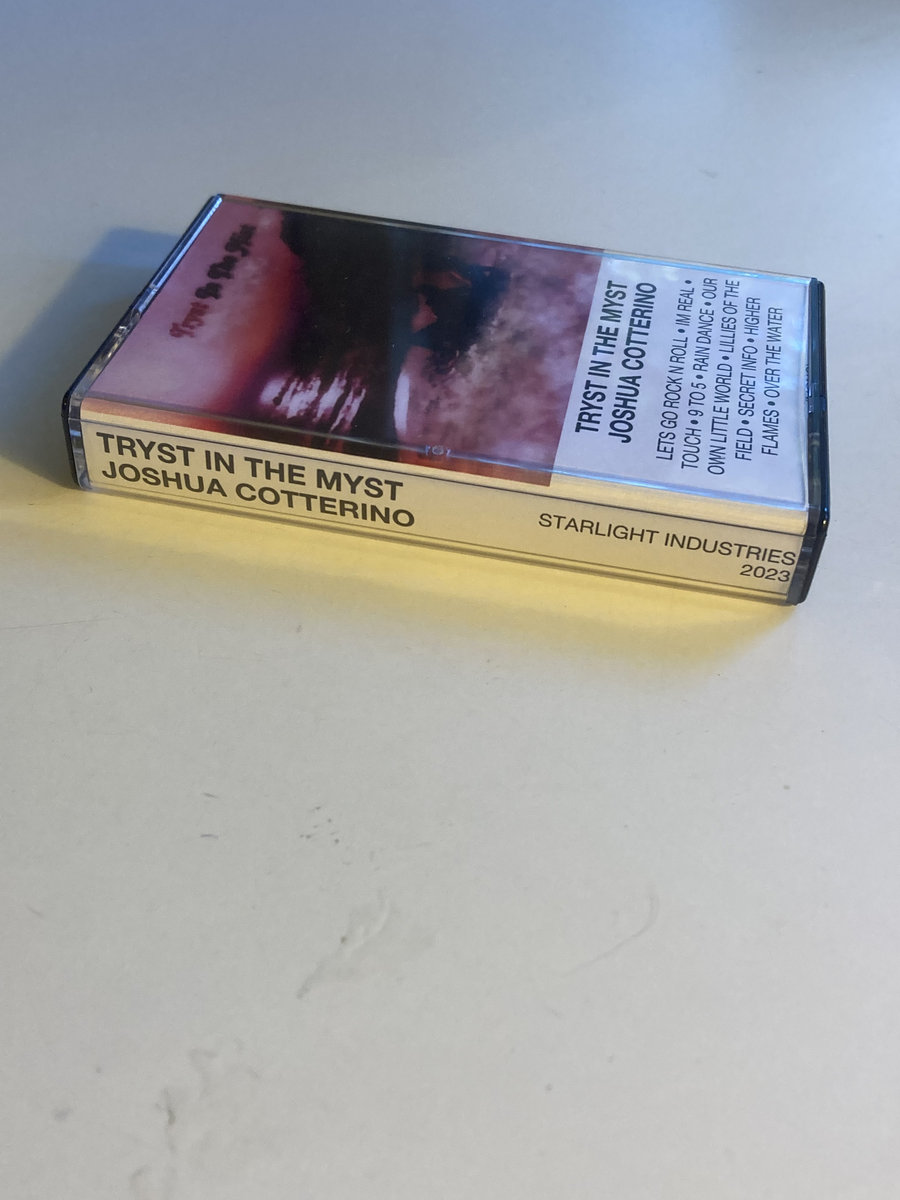 Tryst In The Mist
TRYST IN THE MYST
JOSHUA COTTERINO
LETS GO ROCK N ROLL • IM REAL •
TOUCH • 9 TO 5 • RAIN DANCE • OUR
OWN LITTLE WORLD • LILLIES OF THE
FIELD • SECRET INFO • HIGHER
FLAMES • OVER THE WATER
TRYST IN THE MYST
JOSHUA COTTERINO
STARLIGHT INDUSTRIES
2023